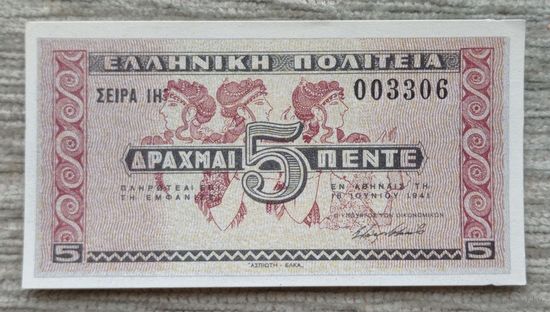 ΕΛΛΗΝΙΚΗ ΠΟΛΙΤΕΙΑ
ΣΕΙΡΑ ΙΗ 003306
ΔΡΑΧΜΑΙ 5 ΠΕΝΤΕ
ΠΛΗΡΩΤΕΑΙ ΕΠΙ
ΤΗ ΕΜΦΑΝΙΣΕΙ
ΕΝ ΑΘΗΝΑΙΣ ΤΗ
18 ΙΟΥΝΙΟΥ 1941
Ο ΥΠΟΥΡΓΟΣ ΤΩΝ ΟΙΚΟΝΟΜΙΚΩΝ
5 5
"ΑΣΠΙΩΤΗ - ΕΛΚΑ"